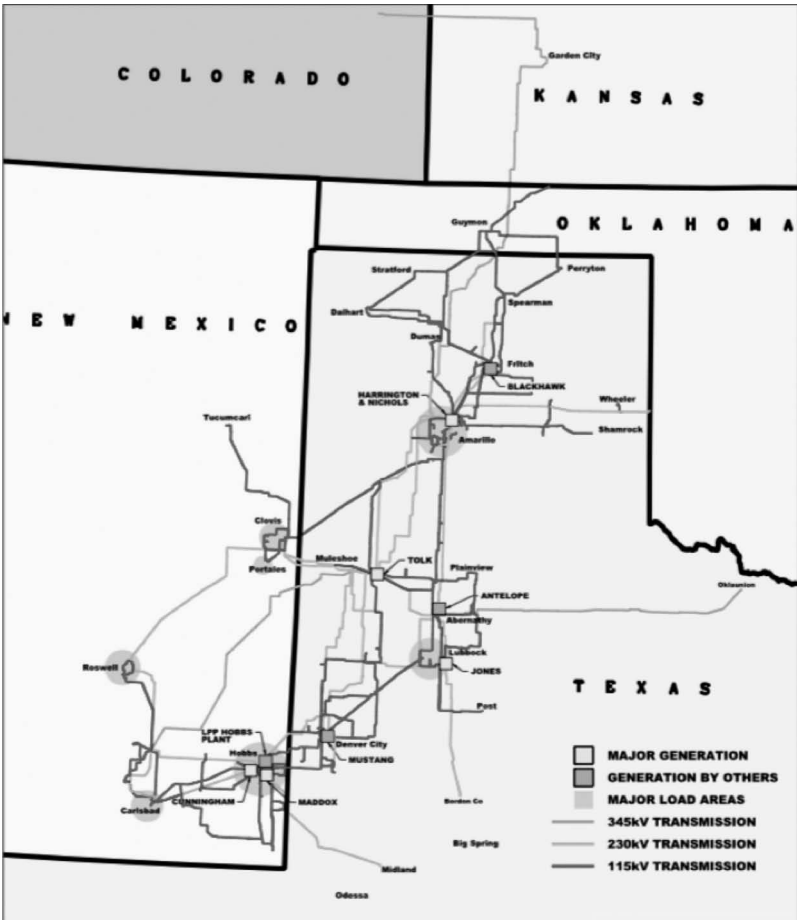 Garden City
COLORADO
KANSAS
Guymon
OKLAHOMA
Stratford
Perryton
Dalhart
Spearman
NEW MEXICO
Dumas
Fritch
BLACKHAWK
HARRINGTON
& NICHOLS
Wheeler
Tucumcari
Shamrock
Amarillo
Clovis
Muleshoe
TOLK
Portales
Plainview
Oklaunion
ANTELOPE
Abernathy
Lubbock
Roswell
JONES
TEXAS
Post
LPP HOBBS
PLANT
Hobbs
Denver City
MUSTANG
MAJOR GENERATION
GENERATION BY OTHERS
CUNNINGHAM
MADDOX
Borden Co
MAJOR LOAD AREAS
Carlsbad
345kV TRANSMISSION
Big Spring
230kV TRANSMISSION
Midland
115kV TRANSMISSION
Odessa